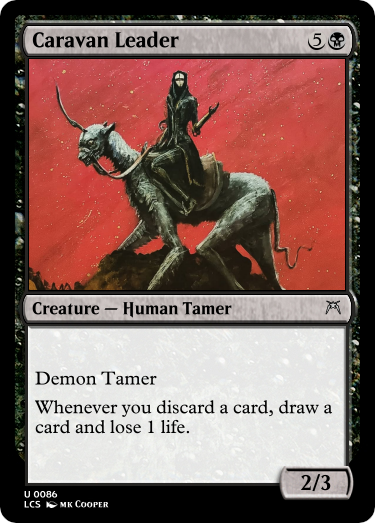 Caravan Leader 5
Creature — Human Tamer
Demon Tamer
Whenever you discard a card, draw a
card and lose 1 life.
2/3
U 0086
LCS MK COOPER